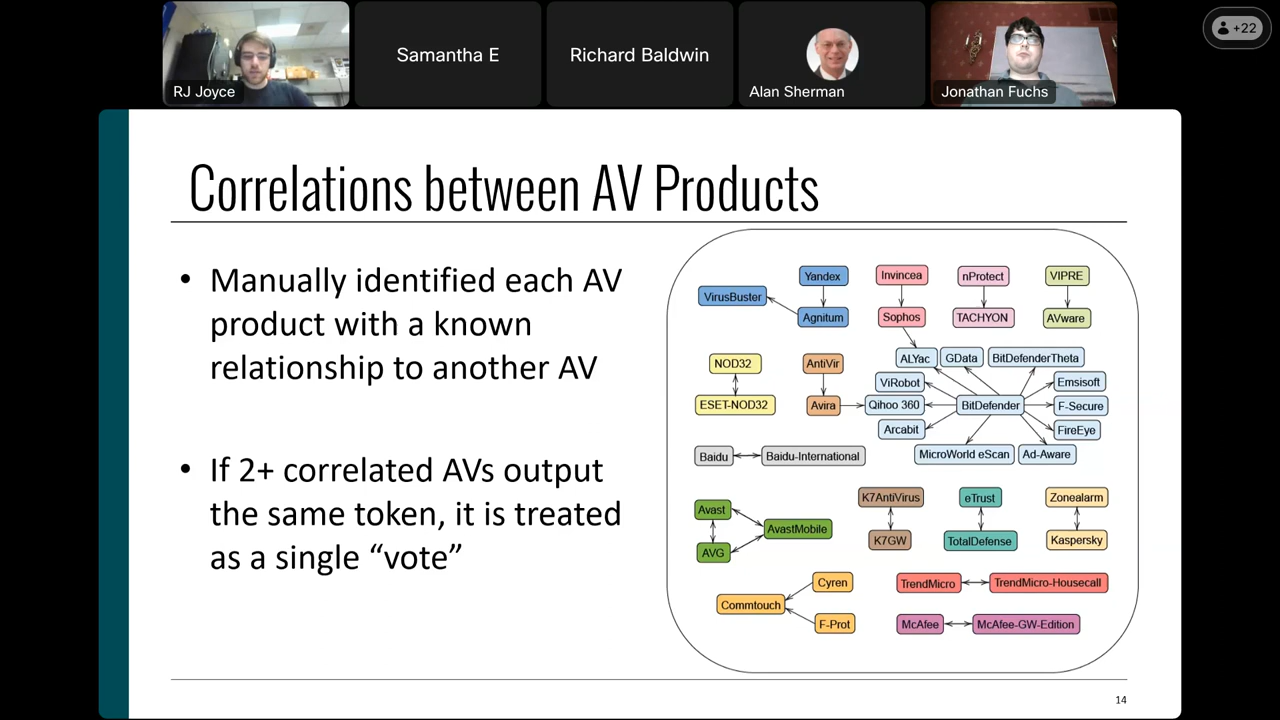 RJ Joyce
Samantha E
Richard Baldwin
Alan Sherman
Jonathan Fuchs
+22
Correlations between AV Products
• Manually identified each AV
product with a known
relationship to another AV
• If 2+ correlated AVs output
the same token, it is treated
as a single “vote”
Yandex
Invincea
nProtect
VIPRE
VirusBuster
Agnitum
Sophos
TACHYON
AVware
NOD32
AntiVir
ALYac
GData
BitDefenderTheta
ViRobot
Emsisoft
ESET-NOD32
Avira
Qihoo 360
BitDefender
F-Secure
Arcabit
FireEye
Baidu
Baidu-International
MicroWorld eScan
Ad-Aware
Avast
AvastMobile
AVG
K7AntiVirus
eTrust
Zonealarm
K7GW
TotalDefense
Kaspersky
Cyren
Commtouch
F-Prot
TrendMicro
TrendMicro-Housecall
McAfee
McAfee-GW-Edition
14